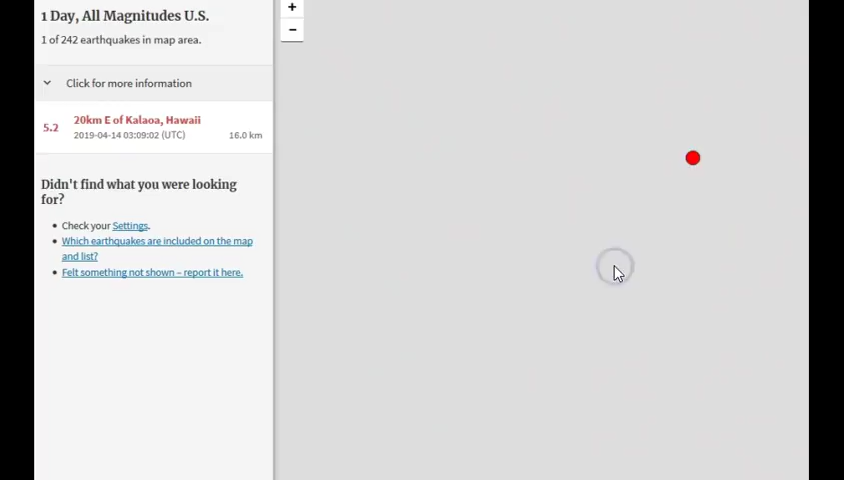 1 Day, All Magnitudes U.S.
1 of 242 earthquakes in map area.
Click for more information
5.2
20km E of Kalaoa, Hawaii
2019-04-14 03:09:02 (UTC)
16.0 km
Didn't find what you were looking
for?
Check your Settings.
Which earthquakes are included on the map
and list?
Felt something not shown – report it here.
+
−